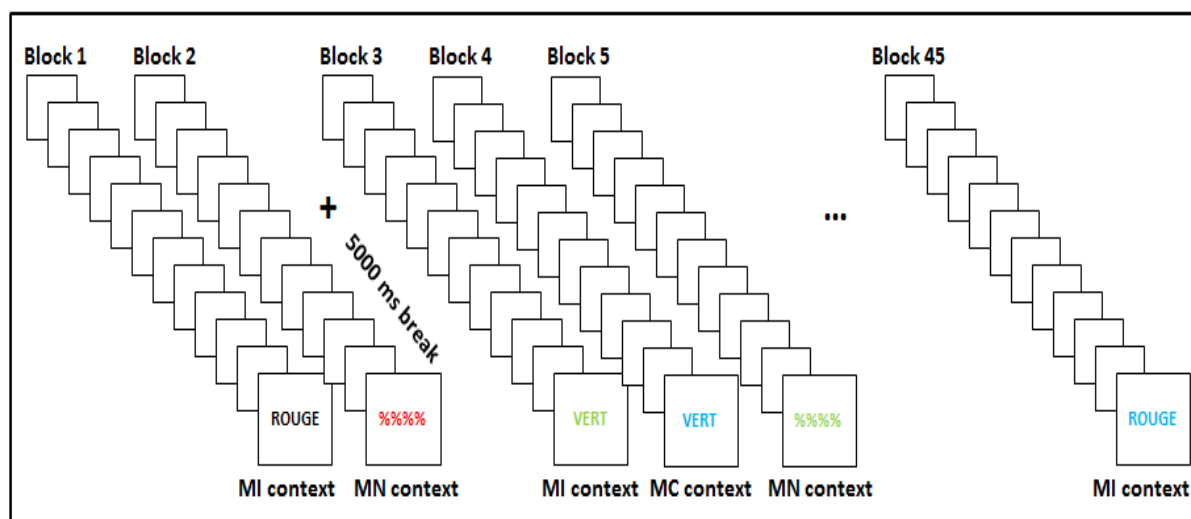 Block 1 Block 2 Block 3 Block 4 Block 5 Block 45
+ ...
5000 ms break
ROUGE %%%% VERT VERT %%%% ROUGE
MI context MN context MI context MC context MN context MI context